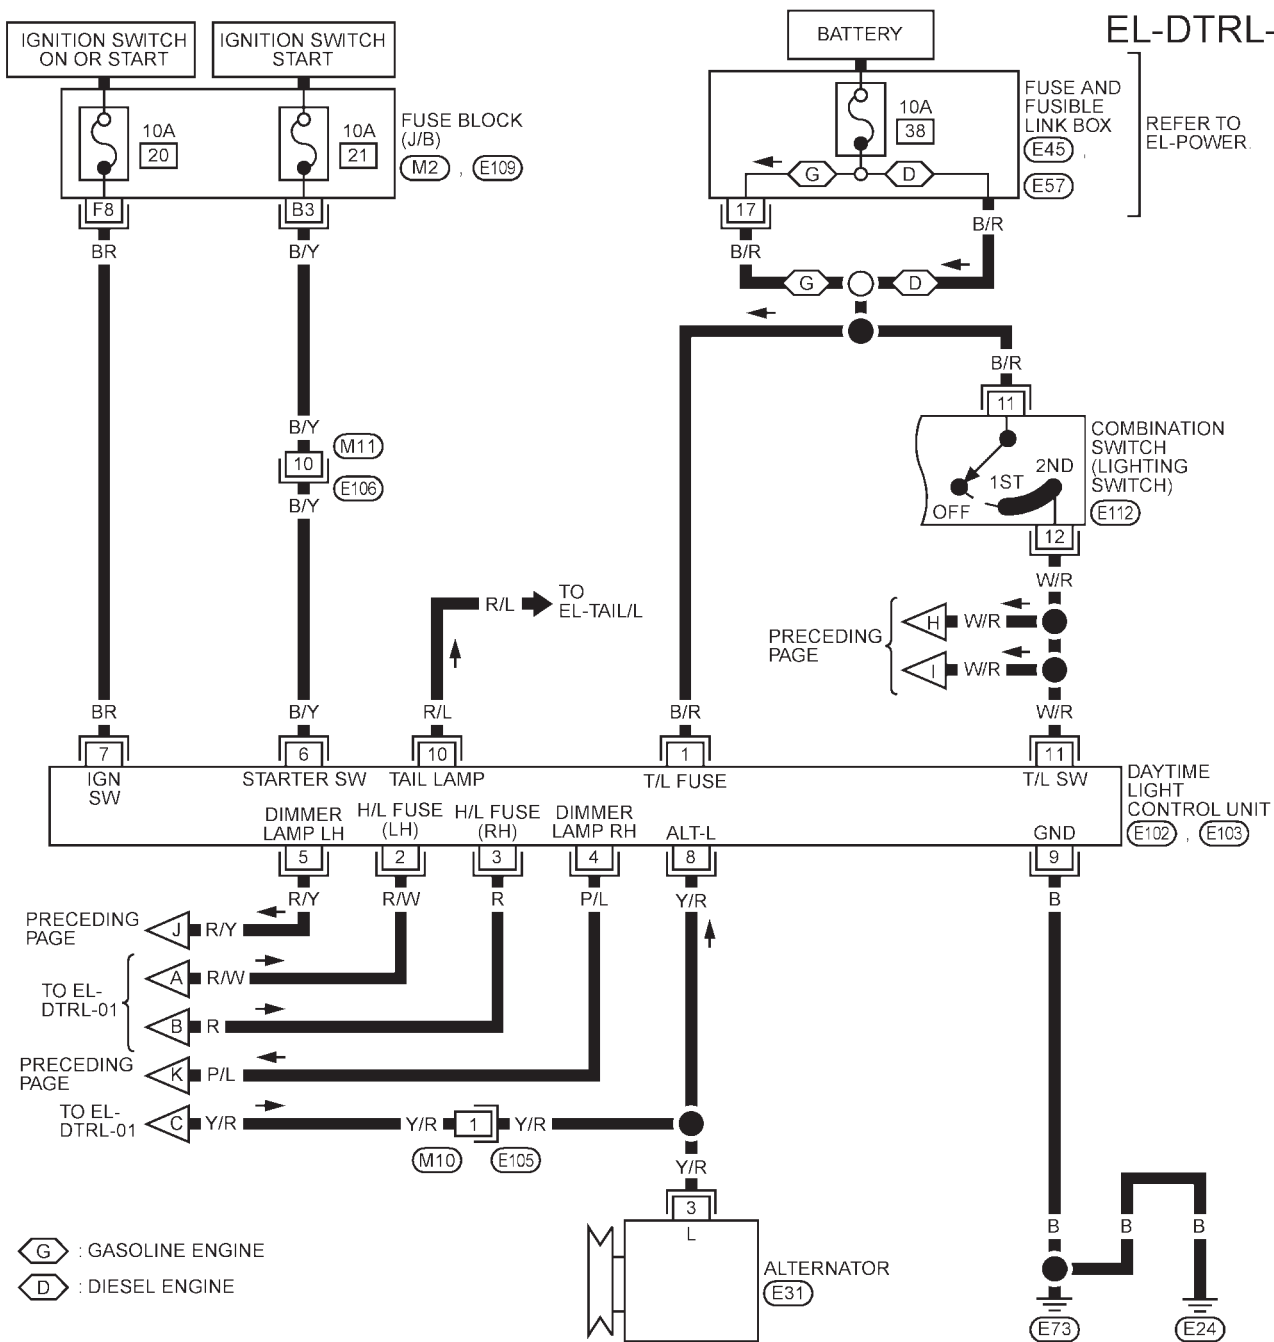 EL-DTRL-
IGNITION SWITCH
ON OR START
IGNITION SWITCH
START
BATTERY
10A
20
10A
21
FUSE BLOCK
(J/B)
M2 , E109
10A
38
G
D
FUSE AND
FUSIBLE
LINK BOX
E45 ,
E57
REFER TO
EL-POWER.
F8
B3
17
B/R
BR
B/Y
B/R
G
D
B/R
11
B/Y
10
M11
E106
B/Y
COMBINATION
SWITCH
(LIGHTING
SWITCH)
E112
OFF
1ST
2ND
12
W/R
R/L
TO
EL-TAIL/L
PRECEDING
PAGE
H
W/R
I
W/R
BR
B/Y
R/L
B/R
W/R
7
6
10
1
11
IGN
SW
STARTER SW
TAIL LAMP
T/L FUSE
T/L SW
DAYTIME
LIGHT
CONTROL UNIT
E102 , E103
DIMMER
LAMP LH
H/L FUSE
(LH)
H/L FUSE
(RH)
DIMMER
LAMP RH
ALT-L
GND
5
2
3
4
8
9
R/Y
R/W
R
P/L
Y/R
B
PRECEDING
PAGE
J
R/Y
TO EL-
DTRL-01
A
R/W
B
R
PRECEDING
PAGE
K
P/L
TO EL-
DTRL-01
C
Y/R
Y/R
1
Y/R
M10
E105
Y/R
3
L
ALTERNATOR
E31
B
B
B
E73
E24
G : GASOLINE ENGINE
D : DIESEL ENGINE